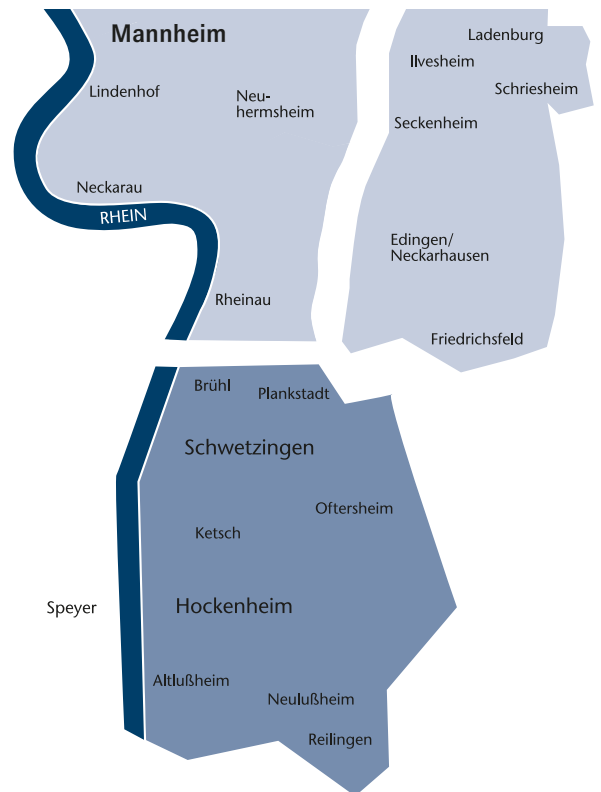 Mannheim
Ladenburg
Ilvesheim
Schriesheim
Lindenhof
Neu-
hermsheim
Seckenheim
Neckarau
RHEIN
Edingen/
Neckarhausen
Rheinau
Friedrichsfeld
Brühl
Plankstadt
Schwetzingen
Oftersheim
Ketsch
Speyer
Hockenheim
Altlußheim
Neulußheim
Reilingen